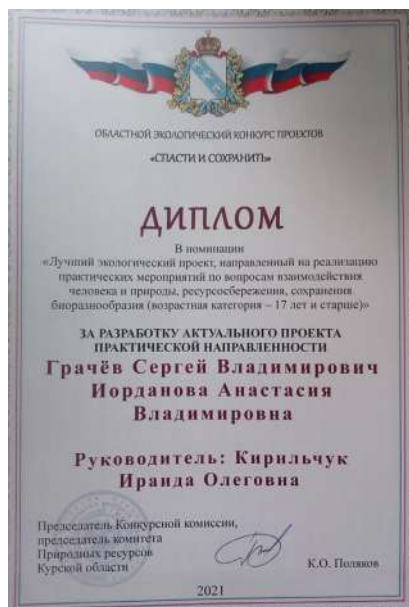 ОБЛАСТНОЙ ЭКОЛОГИЧЕСКИЙ КОНКУРС ПРОЕКТОВ
«СПАСТИ И СОХРАНИТЬ»
ДИПЛОМ
В номинации
«Лучший экологический проект, направленный на реализацию
практических мероприятий по вопросам взаимодействия
человека и природы, ресурсосбережения, сохранения
биоразнообразия (возрастная категория – 17 лет и старше)»
ЗА РАЗРАБОТКУ АКТУАЛЬНОГО ПРОЕКТА
ПРАКТИЧЕСКОЙ НАПРАВЛЕННОСТИ
Грачёв Сергей Владимирович
Иорданова Анастасия
Владимировна
Руководитель: Кирильчук
Ираида Олеговна
Председатель Конкурсной комиссии,
председатель комитета
Природных ресурсов
Курской области
К.О. Поляков
2021